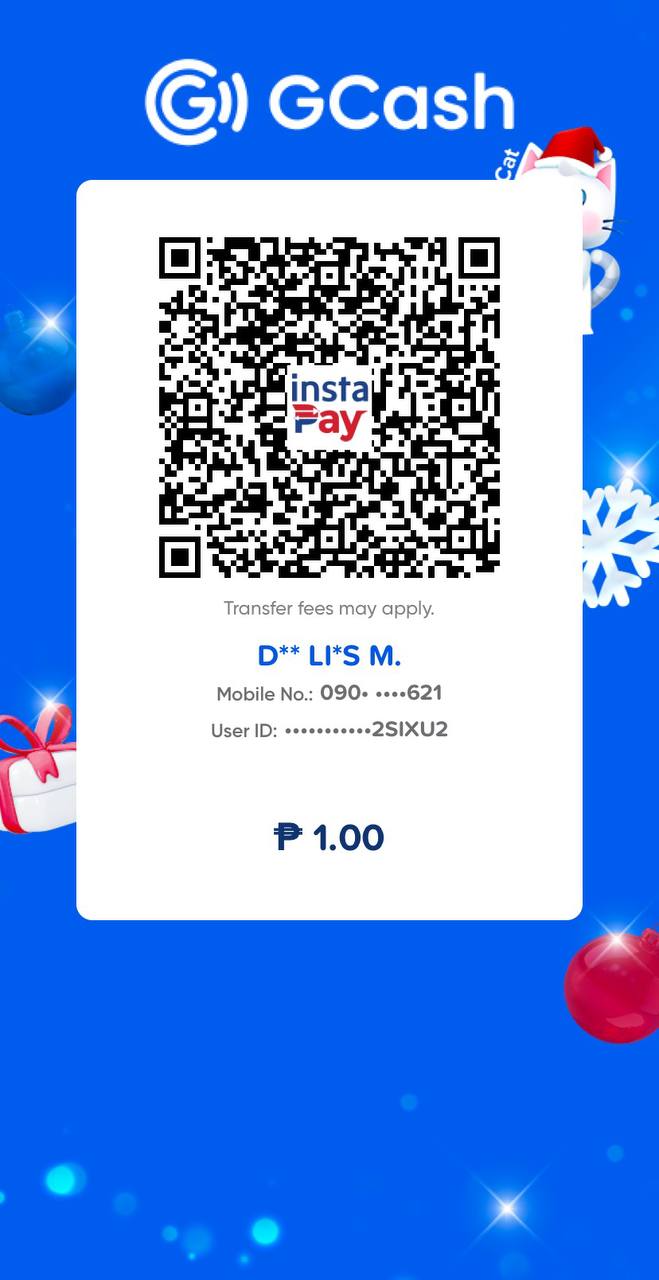 GCash
Cat
insta
Pay
Transfer fees may apply.
D** LI*S M.
Mobile No.: 090• ••••621
User ID: •••••••••••2SIXU2
₱ 1.00